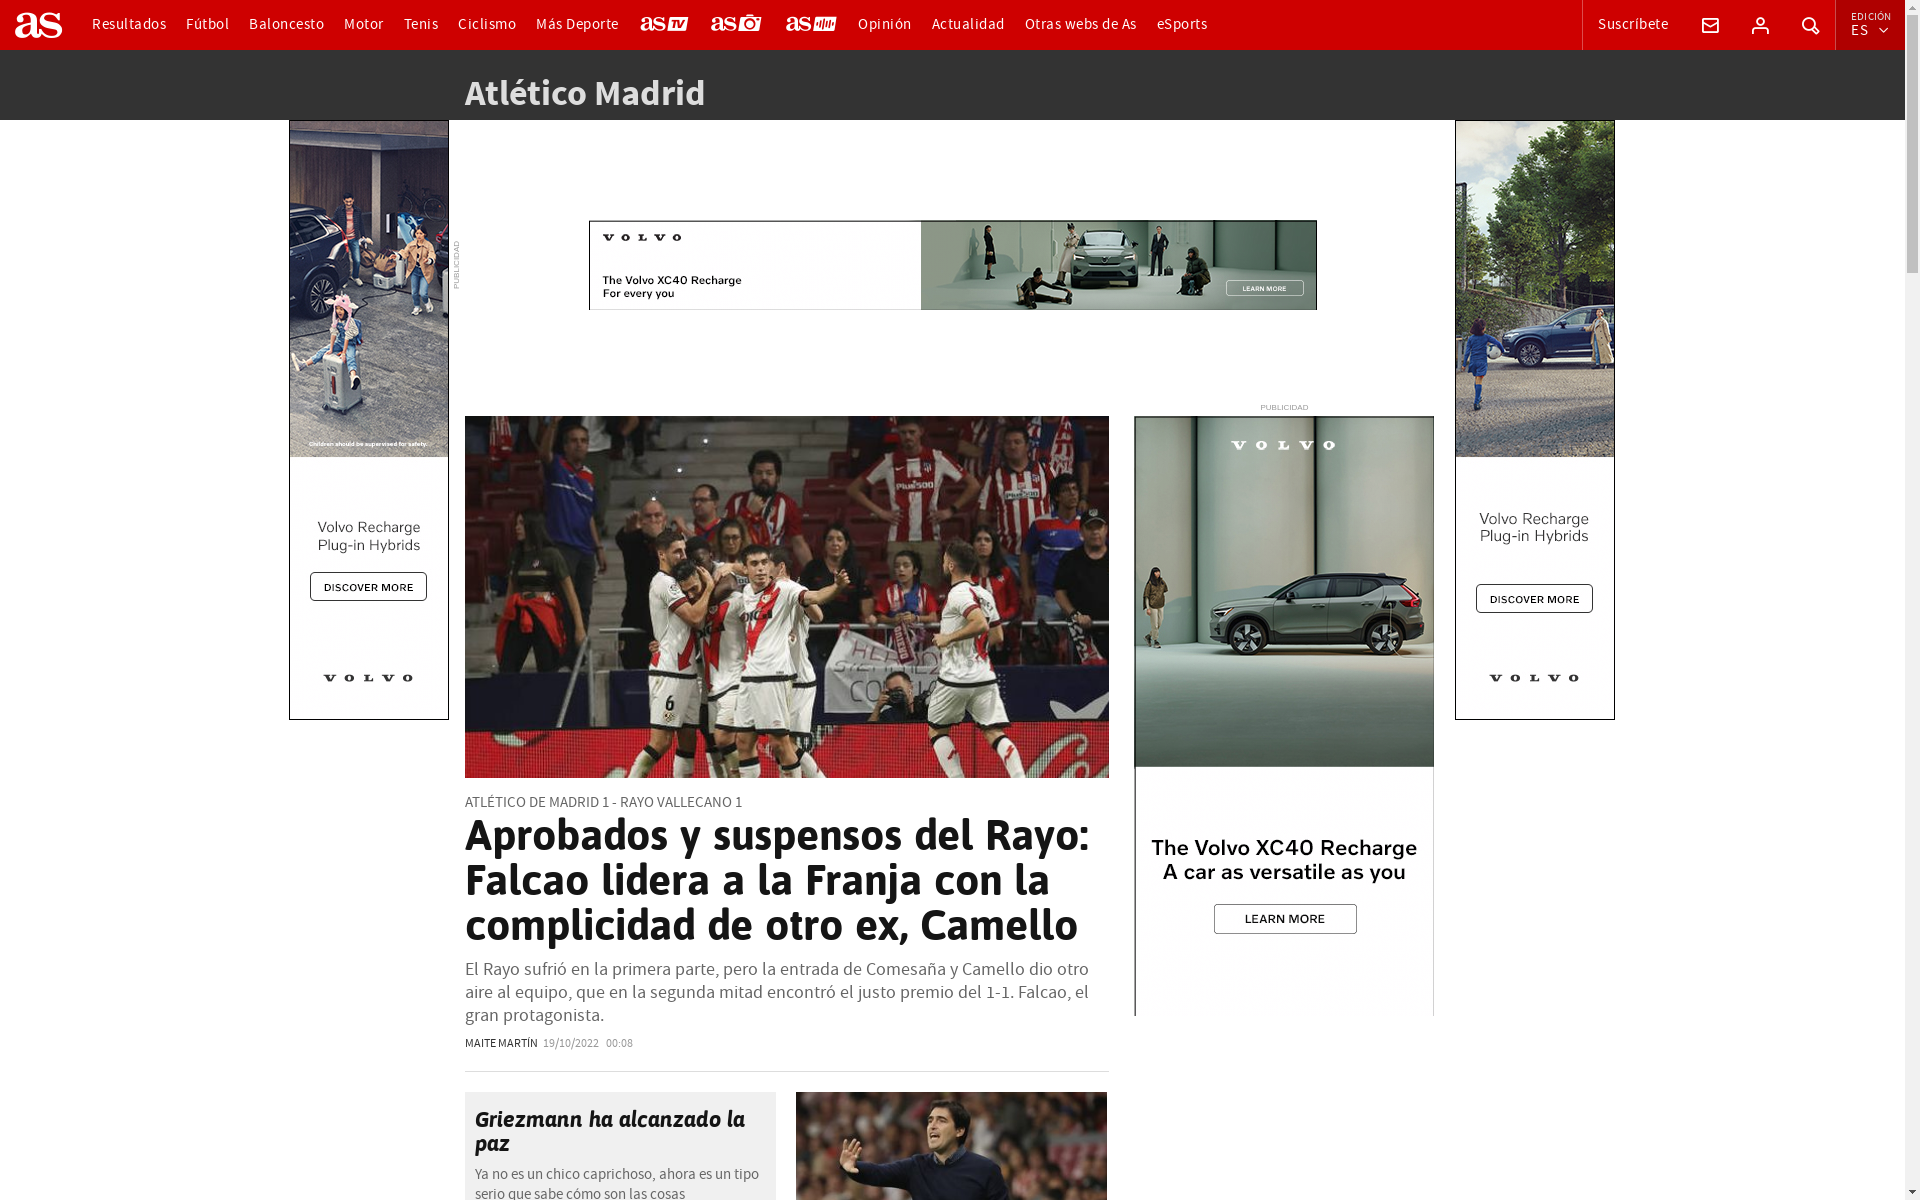 as
Resultados
Fútbol
Baloncesto
Motor
Tenis
Ciclismo
Más Deporte
as TV
as
as
Opinión
Actualidad
Otras webs de As
eSports
Suscríbete
EDICIÓN
ES
Atlético Madrid
Children should be supervised for safety.
Volvo Recharge
Plug-in Hybrids
DISCOVER MORE
VOLVO
PUBLICIDAD
VOLVO
The Volvo XC40 Recharge
For every you
LEARN MORE
Volvo Recharge
Plug-in Hybrids
DISCOVER MORE
VOLVO
PUBLICIDAD
VOLVO
The Volvo XC40 Recharge
A car as versatile as you
LEARN MORE
Plus500
6
ATLÉTICO DE MADRID 1 - RAYO VALLECANO 1
Aprobados y suspensos del Rayo:
Falcao lidera a la Franja con la
complicidad de otro ex, Camello
El Rayo sufrió en la primera parte, pero la entrada de Comesaña y Camello dio otro
aire al equipo, que en la segunda mitad encontró el justo premio del 1-1. Falcao, el
gran protagonista.
MAITE MARTÍN 19/10/2022 00:08
Griezmann ha alcanzado la
paz
Ya no es un chico caprichoso, ahora es un tipo
serio que sabe cómo son las cosas